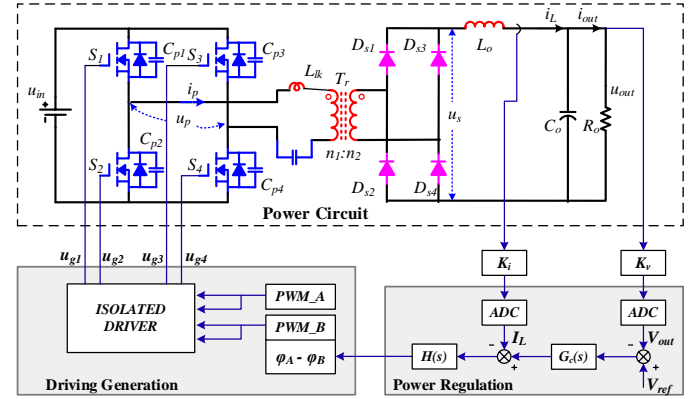 S1
Cp1
S3
Cp3
uin
ip
up
Cp2
S2
S4
Cp4
Llk
Tr
n1:n2
Ds1
Ds3
Ds2
Ds4
us
Lo
iL
iout
uout
Co
Ro
Power Circuit
ug1
ug2
ug3
ug4
Ki
Kv
ISOLATED
DRIVER
PWM_A
PWM_B
φA - φB
ADC
ADC
IL
Vout
H(s)
Gc(s)
-
+
-
+
Vref
Driving Generation
Power Regulation